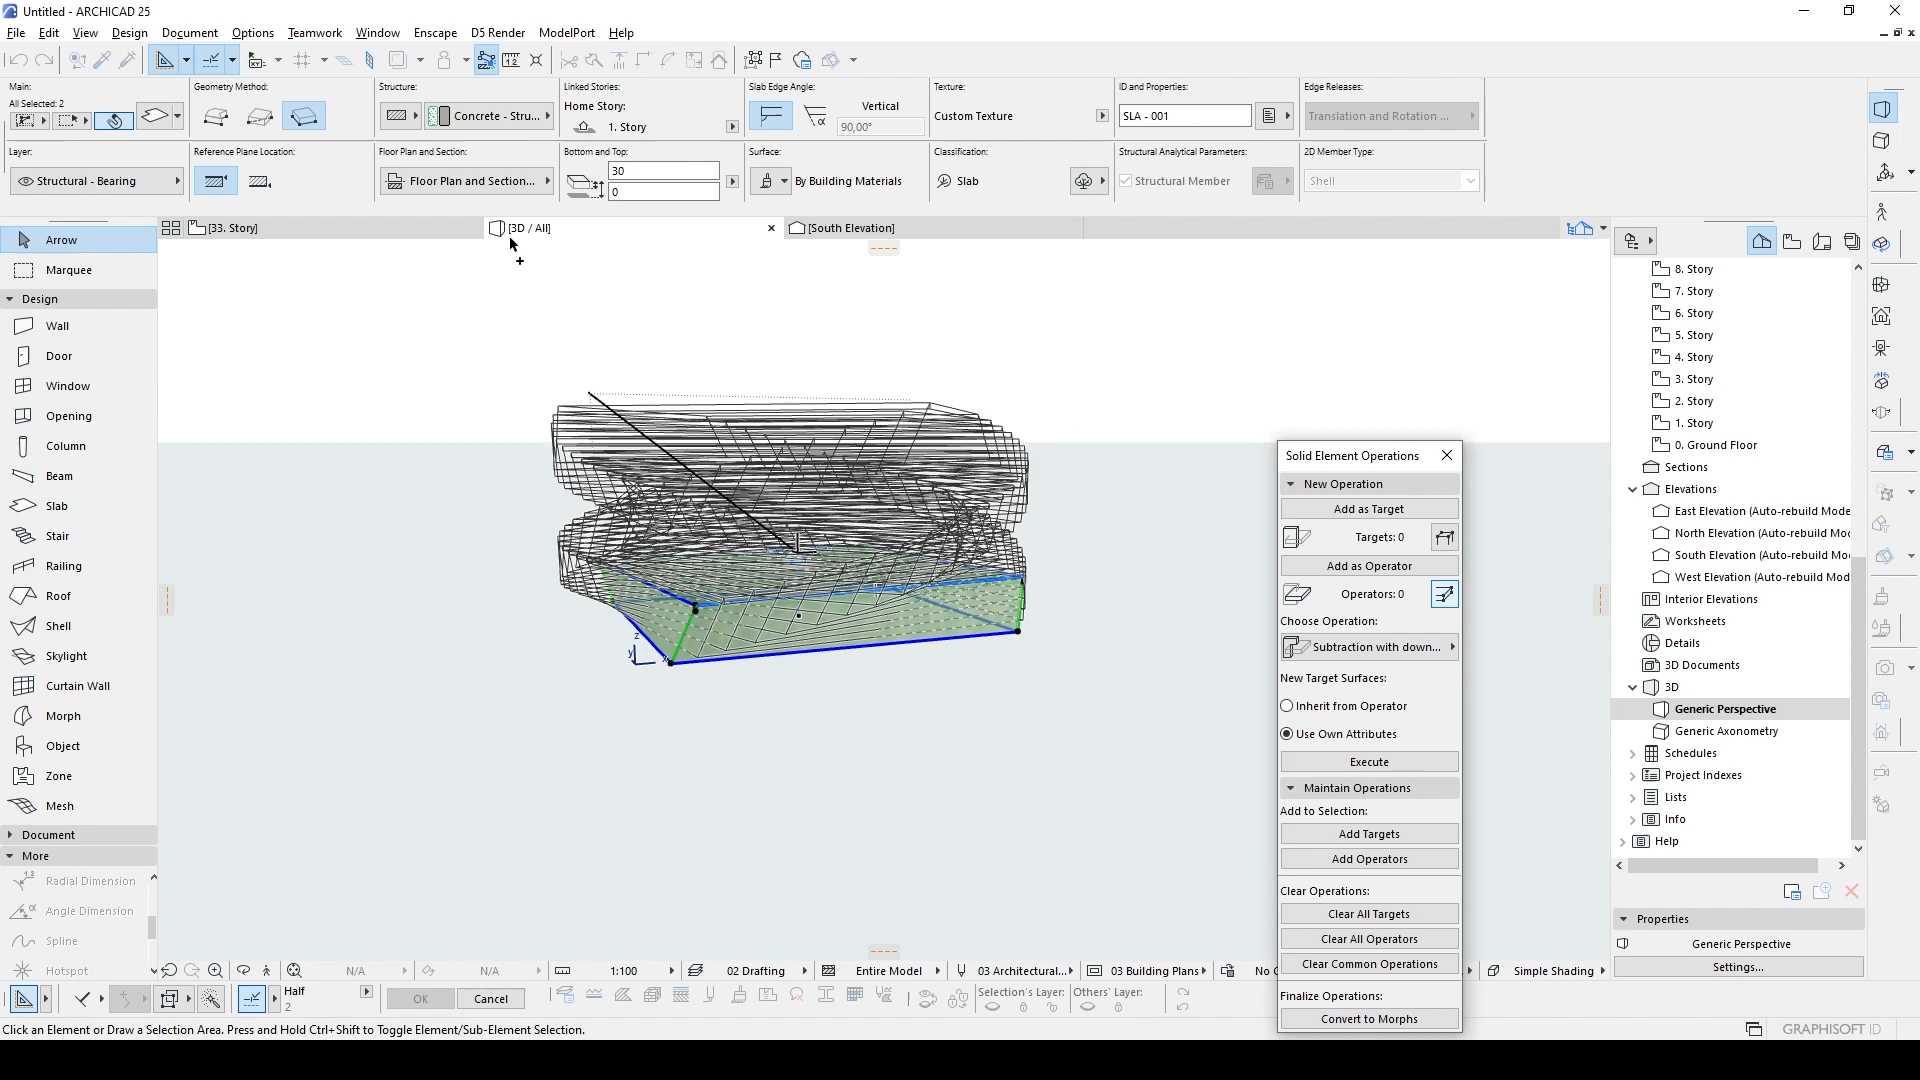 Untitled - ARCHICAD 25
File Edit View Design Document Options Teamwork Window Enscape D5 Render ModelPort Help
Main:
All Selected: 2
Geometry Method:
Structure:
Concrete - Stru...
Linked Stories:
Home Story:
1. Story
Slab Edge Angle:
Vertical
90,00°
Texture:
Custom Texture
ID and Properties:
SLA - 001
Edge Releases:
Translation and Rotation ...
Layer:
Structural - Bearing
Reference Plane Location:
Floor Plan and Section:
Floor Plan and Section...
Bottom and Top:
30
0
Surface:
By Building Materials
Classification:
Slab
Structural Analytical Parameters:
Structural Member
2D Member Type:
Shell
[33. Story]
[3D / All]
[South Elevation]
Arrow
Marquee
Design
Wall
Door
Window
Opening
Column
Beam
Slab
Stair
Railing
Roof
Shell
Skylight
Curtain Wall
Morph
Object
Zone
Mesh
Document
More
Radial Dimension
Angle Dimension
Spline
Hotspot
z
y
x
Solid Element Operations
New Operation
Add as Target
Targets: 0
Add as Operator
Operators: 0
Choose Operation:
Subtraction with down...
New Target Surfaces:
Inherit from Operator
Use Own Attributes
Execute
Maintain Operations
Add to Selection:
Add Targets
Add Operators
Clear Operations:
Clear All Targets
Clear All Operators
Clear Common Operations
Finalize Operations:
Convert to Morphs
8. Story
7. Story
6. Story
5. Story
4. Story
3. Story
2. Story
1. Story
0. Ground Floor
Sections
Elevations
East Elevation (Auto-rebuild Mode
North Elevation (Auto-rebuild Mo
South Elevation (Auto-rebuild Mo
West Elevation (Auto-rebuild Mod
Interior Elevations
Worksheets
Details
3D Documents
3D
Generic Perspective
Generic Axonometry
Schedules
Project Indexes
Lists
Info
Help
Properties
Generic Perspective
Settings...
N/A
N/A
1:100
02 Drafting
Entire Model
03 Architectural...
03 Building Plans
No O
Simple Shading
Half
2
OK
Cancel
Selection's Layer:
Others' Layer:
Click an Element or Draw a Selection Area. Press and Hold Ctrl+Shift to Toggle Element/Sub-Element Selection.
GRAPHISOFT ID